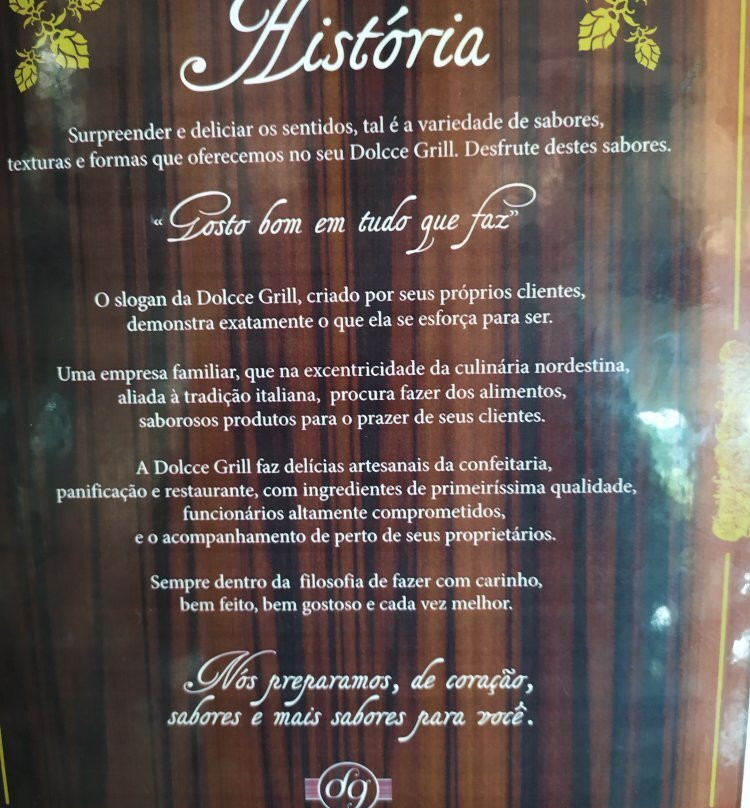 História
Surpreender e deliciar os sentidos, tal é a variedade de sabores,
texturas e formas que oferecemos no seu Dolcce Grill. Desfrute destes sabores.
“Gosto bom em tudo que faz”
O slogan da Dolcce Grill, criado por seus próprios clientes,
demonstra exatamente o que ela se esforça para ser.
Uma empresa familiar, que na excentricidade da culinária nordestina,
aliada à tradição italiana, procura fazer dos alimentos,
saborosos produtos para o prazer de seus clientes.
A Dolcce Grill faz delícias artesanais da confeitaria,
panificação e restaurante, com ingredientes de primeiríssima qualidade,
funcionários altamente comprometidos,
e o acompanhamento de perto de seus proprietários.
Sempre dentro da filosofia de fazer com carinho,
bem feito, bem gostoso e cada vez melhor.
Nós preparamos, de coração,
sabores e mais sabores para você.
dg